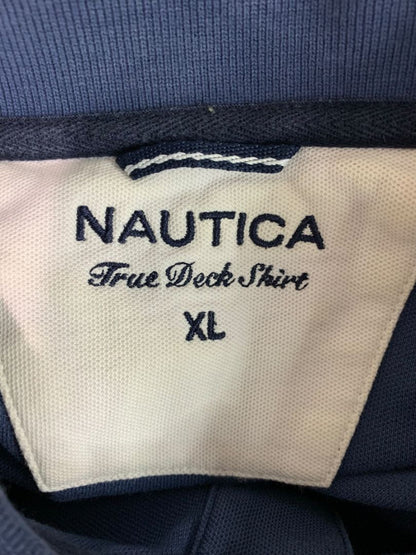 NAUTICA
True Deck Shirt
XL